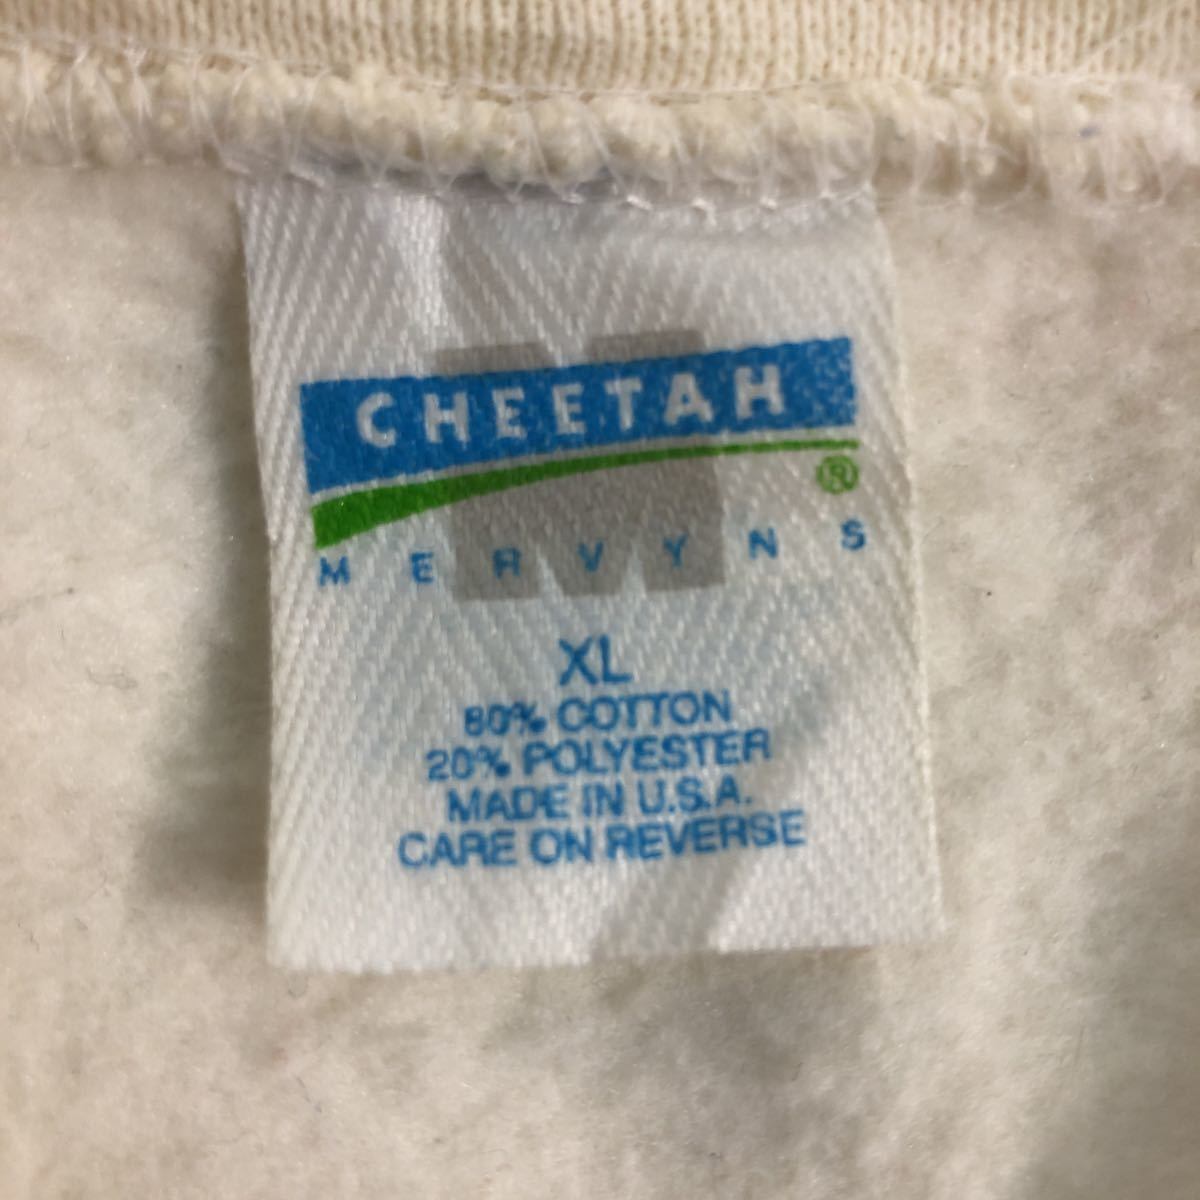 CHEETAH
®
MERVYNS
XL
80% COTTON
20% POLYESTER
MADE IN U.S.A.
CARE ON REVERSE